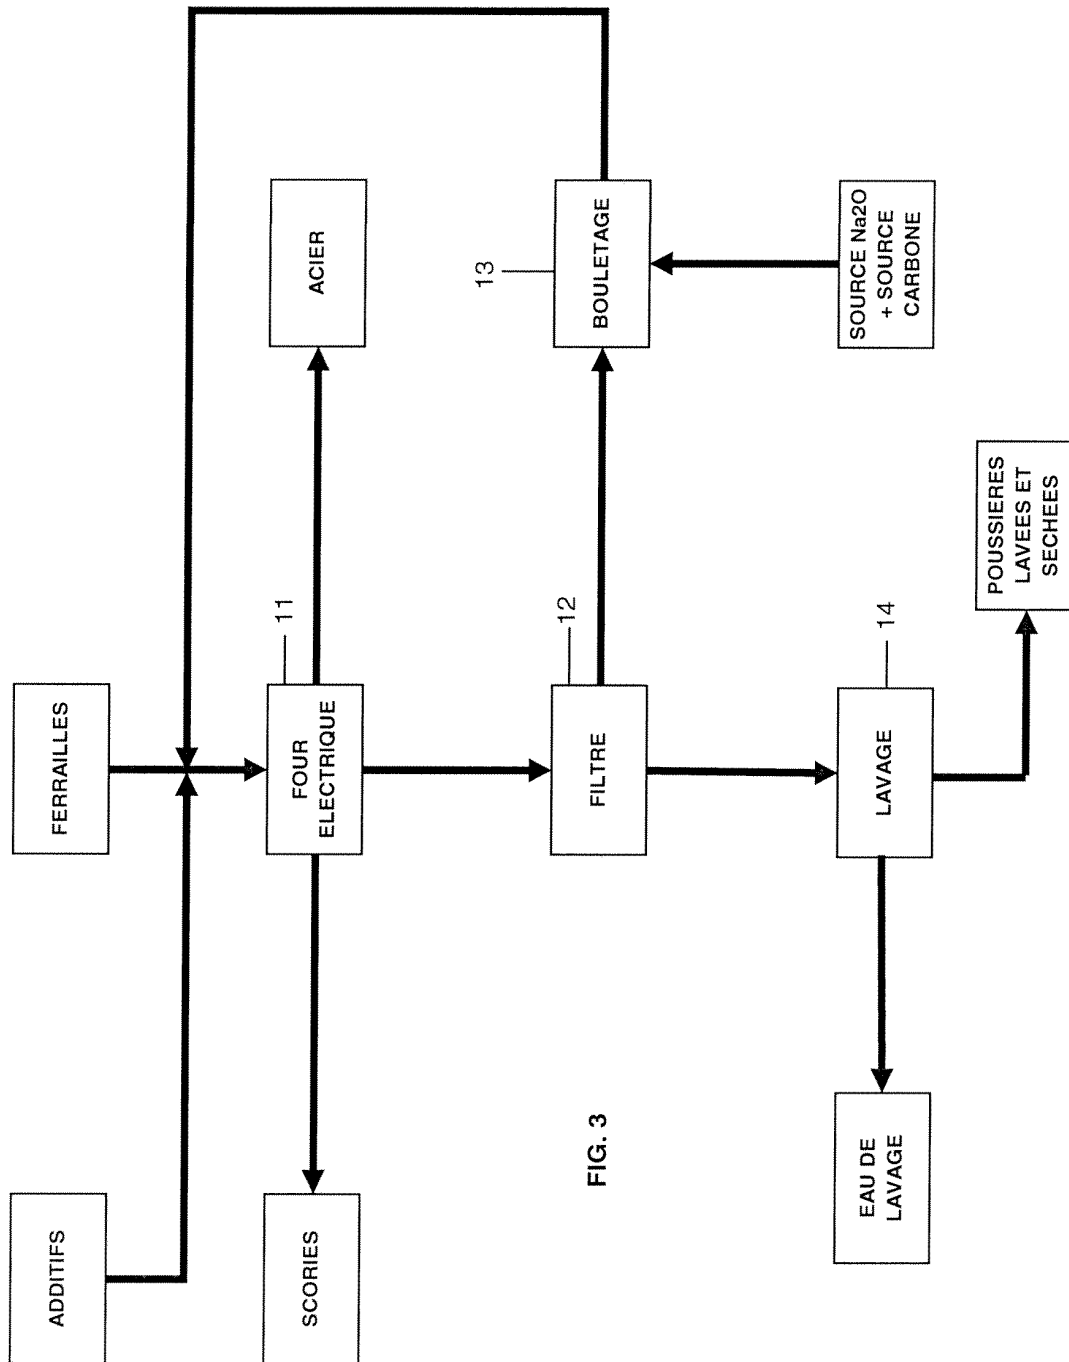 ADDITIFS
FERRAILLES
SCORIES
FOUR
ELECTRIQUE
11
ACIER
FIG. 3
FILTRE
12
BOULETAGE
13
EAU DE
LAVAGE
LAVAGE
14
SOURCE Na2O
+ SOURCE
CARBONE
POUSSIERES
LAVEES ET
SECHEES